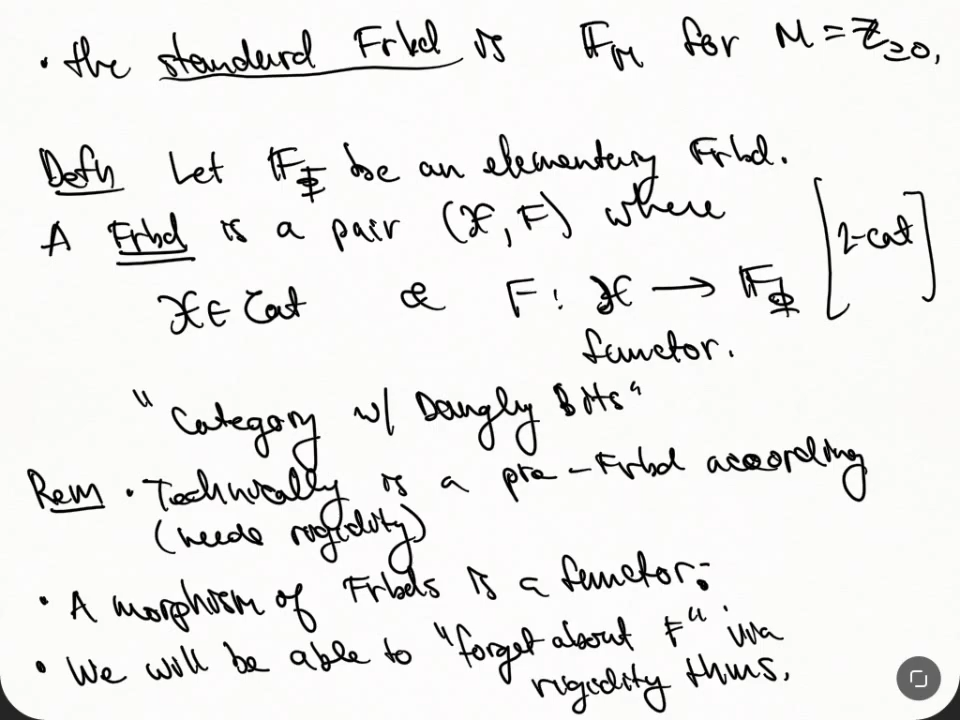 • the standard Frbd is 𝔽_M for M = ℤ≥0.
Defn Let 𝔽_Φ be an elementary Frbd.
A Frbd is a pair (𝓧, F) where
𝓧 ∈ Cat & F : 𝓧 → 𝔽_Φ [2-cat]
functor.
"Category w/ Dangly Bits"
Rem • Technically is a pre-Frbd according
(needs rigidity)
• A morphism of Frbds is a functor:
• We will be able to "forget about F" via
rigidity thms.